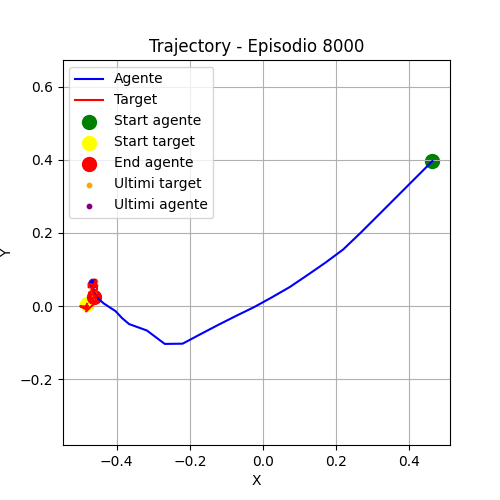 Trajectory - Episodio 8000
Agente
Target
Start agente
Start target
End agente
Ultimi target
Ultimi agente
0.6
0.4
0.2
0.0
−0.2
Y
−0.4
−0.2
0.0
0.2
0.4
X